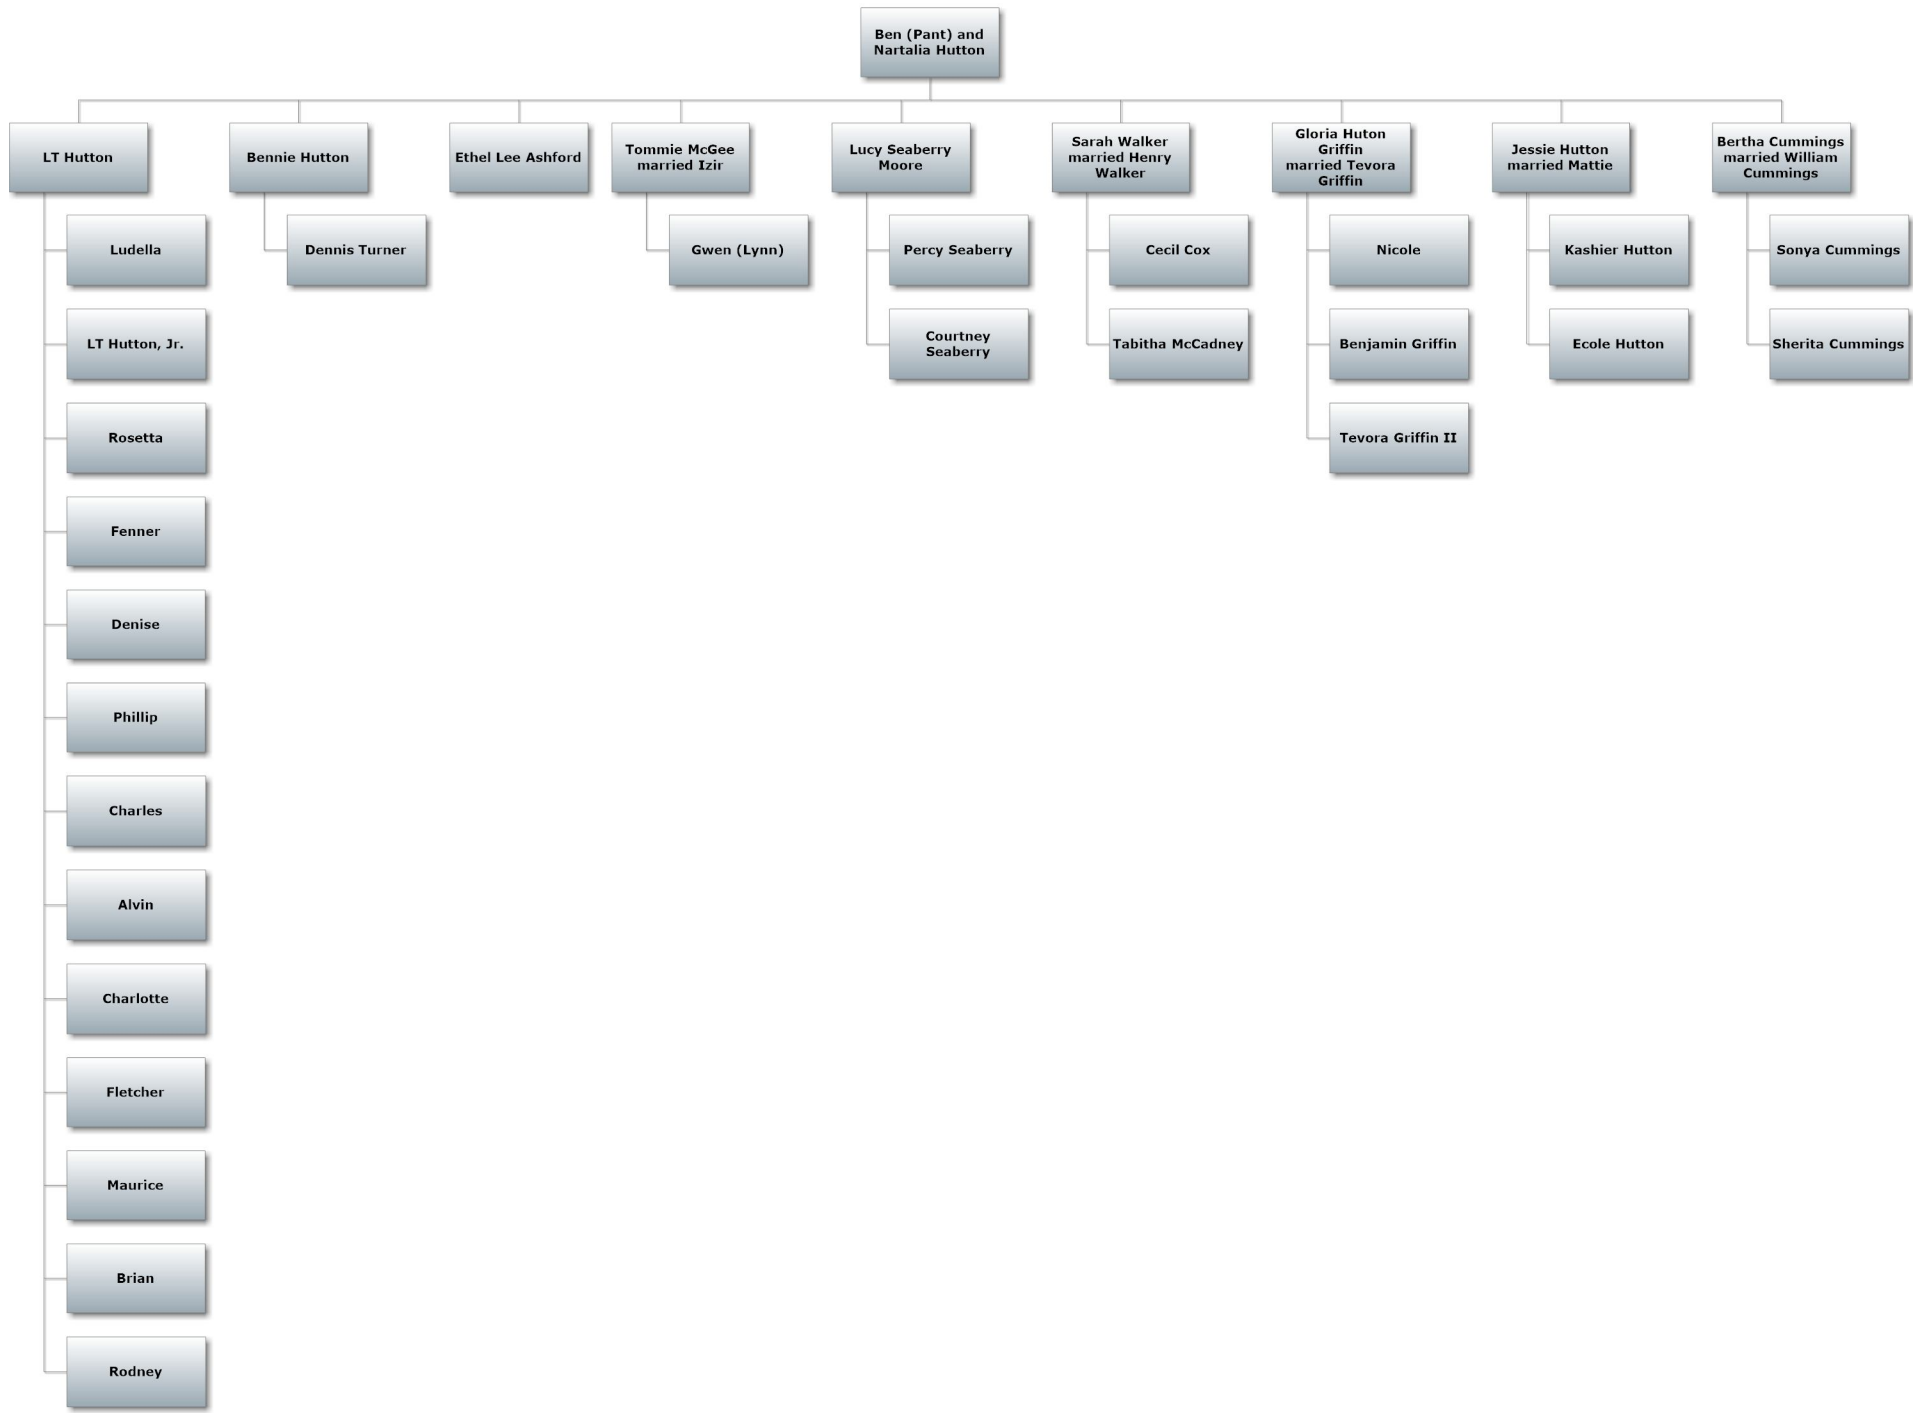 Ben (Pant) and
Nartalia Hutton
LT Hutton
Bennie Hutton
Ethel Lee Ashford
Tommie McGee
married Izir
Lucy Seaberry
Moore
Sarah Walker
married Henry
Walker
Gloria Huton
Griffin
married Tevora
Griffin
Jessie Hutton
married Mattie
Bertha Cummings
married William
Cummings
Ludella
Dennis Turner
Gwen (Lynn)
Percy Seaberry
Cecil Cox
Nicole
Kashier Hutton
Sonya Cummings
LT Hutton, Jr.
Courtney
Seaberry
Tabitha McCadney
Benjamin Griffin
Ecole Hutton
Sherita Cummings
Rosetta
Tevora Griffin II
Fenner
Denise
Phillip
Charles
Alvin
Charlotte
Fletcher
Maurice
Brian
Rodney